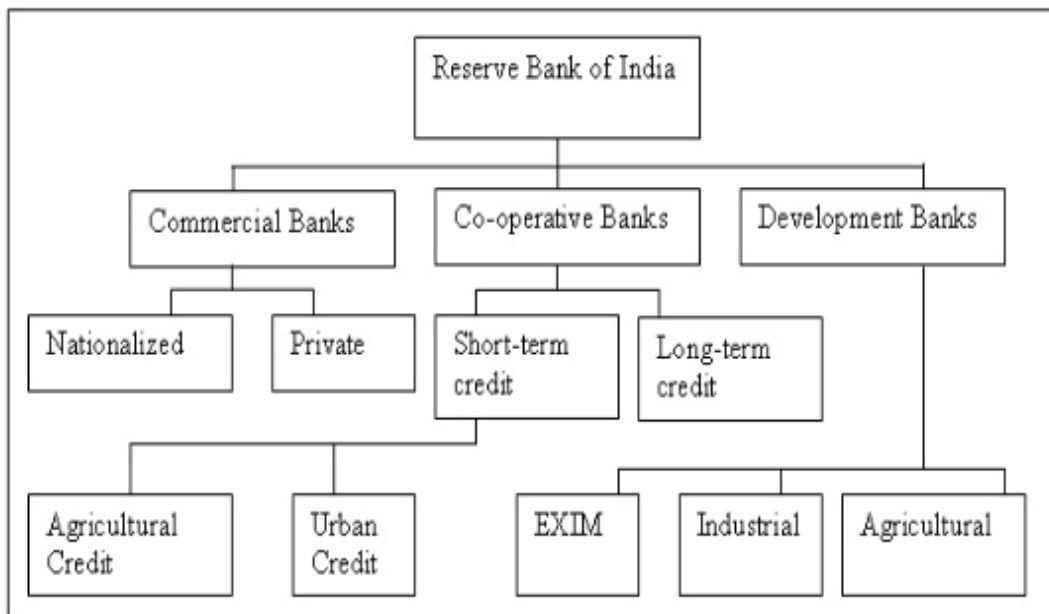 Reserve Bank of India
Commercial Banks
Co-operative Banks
Development Banks
Nationalized
Private
Short-term
credit
Long-term
credit
Agricultural
Credit
Urban
Credit
EXIM
Industrial
Agricultural